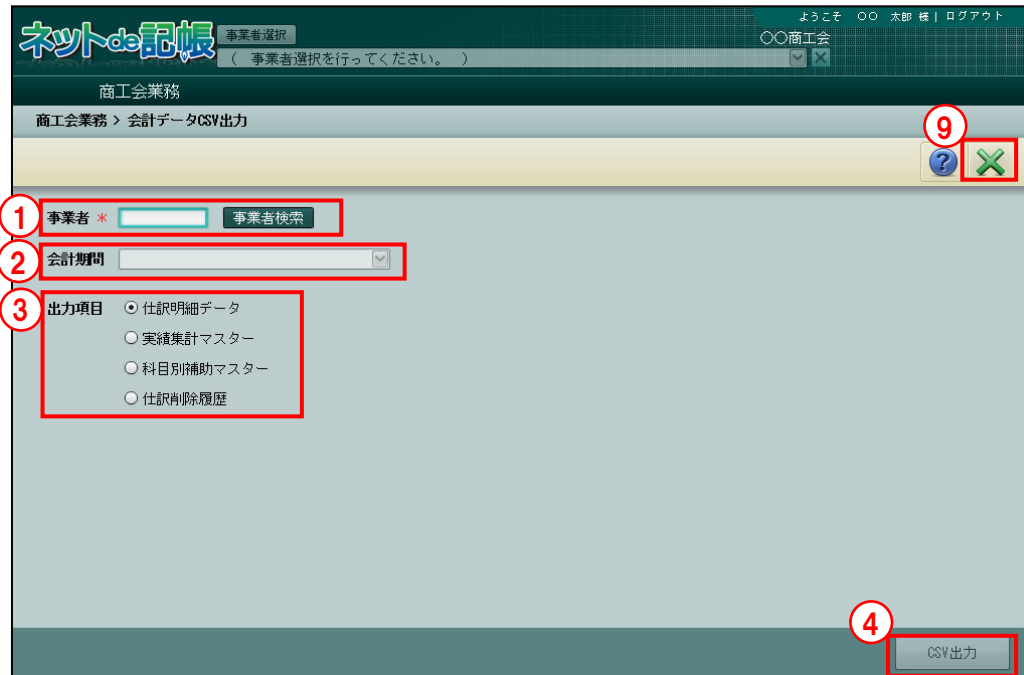 ようこそ 〇〇 太郎 様 | ログアウト
ネットde記帳
事業者選択
〇〇商工会
( 事業者選択を行ってください。 )
商工会業務
商工会業務 > 会計データCSV出力
⑨
?
① 事業者 * 事業者検索
② 会計期間
③ 出力項目 仕訳明細データ
実績集計マスター
科目別補助マスター
仕訳削除履歴
④
CSV出力